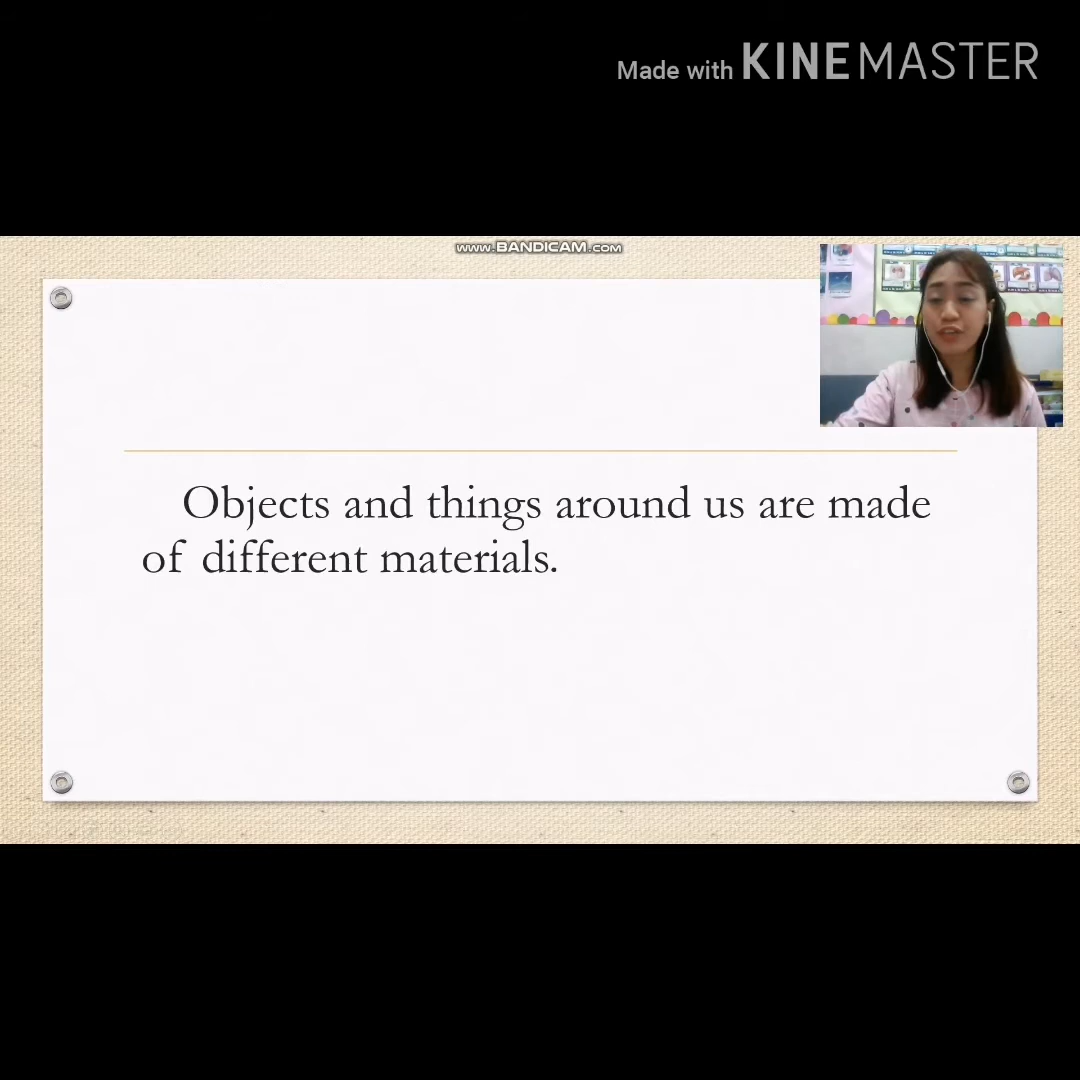 Made with KINEMASTER
www.BANDICAM.com
Objects and things around us are made
of different materials.